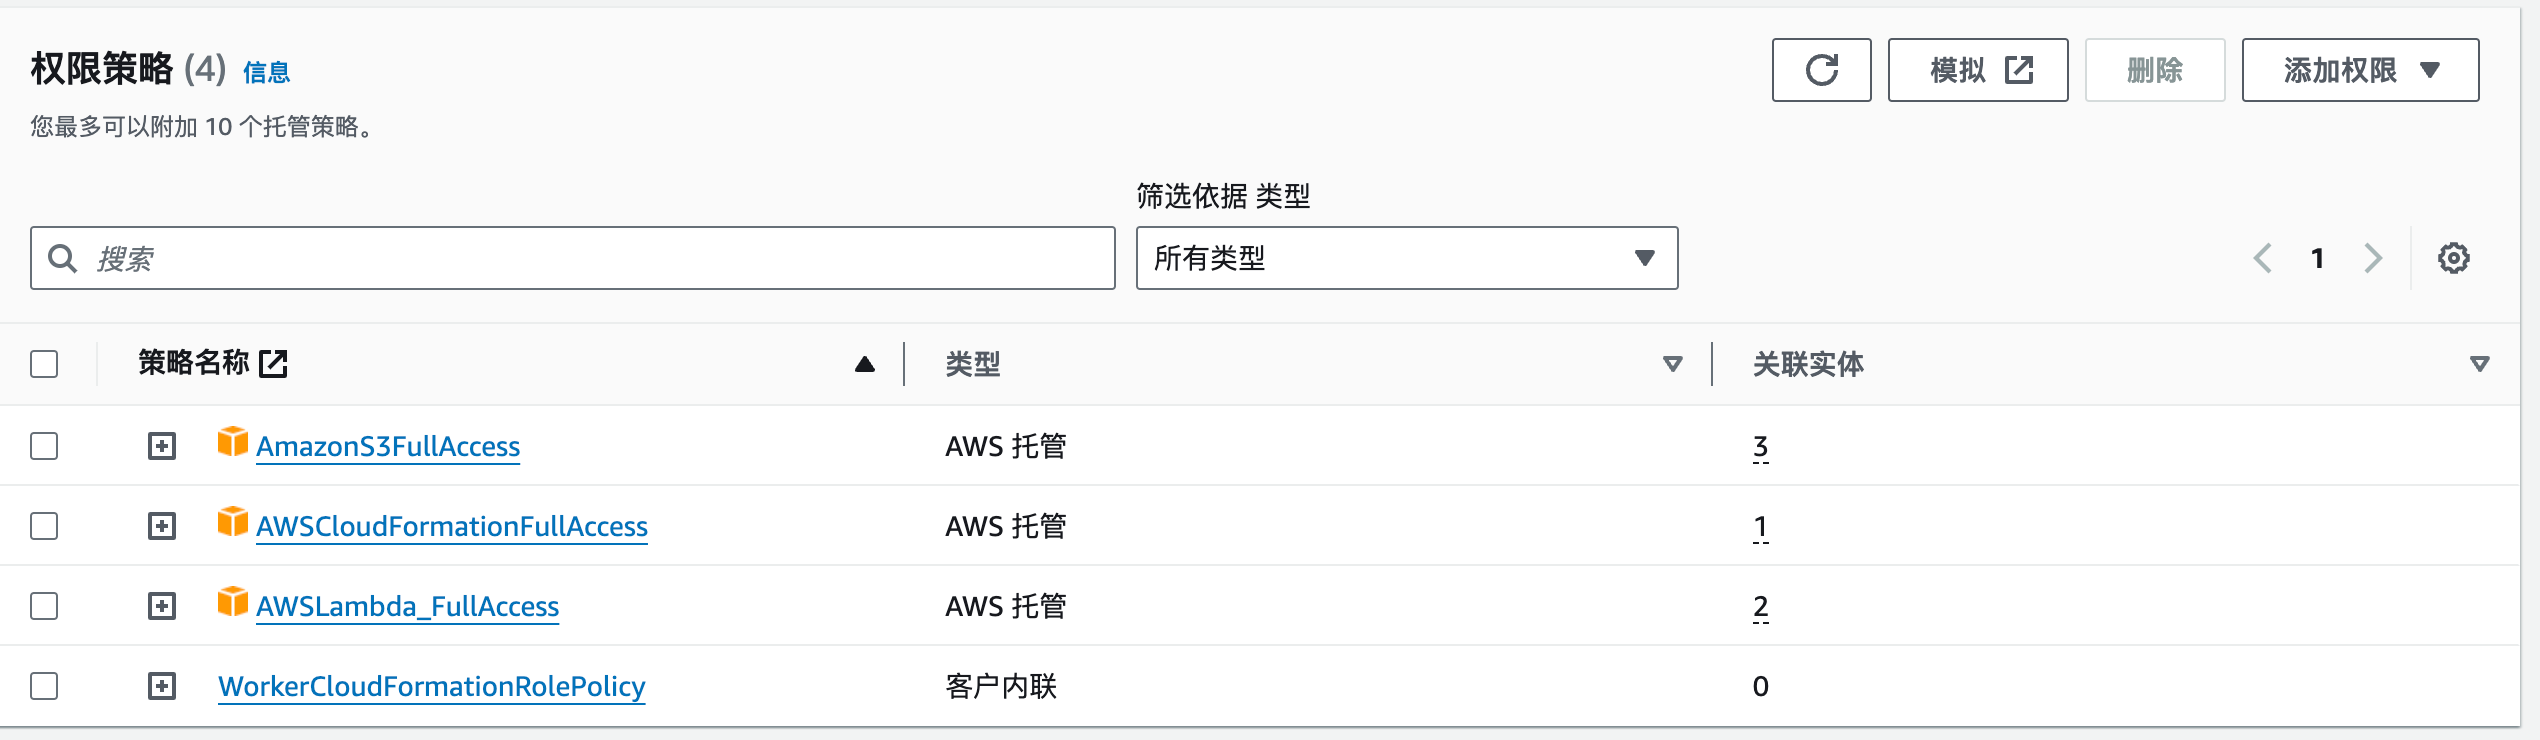 权限策略 (4) 信息
模拟 删除 添加权限
您最多可以附加 10 个托管策略。
筛选依据 类型
搜索 所有类型 1
策略名称 类型 关联实体
AmazonS3FullAccess AWS 托管 3
AWSCloudFormationFullAccess AWS 托管 1
AWSLambda_FullAccess AWS 托管 2
WorkerCloudFormationRolePolicy 客户内联 0